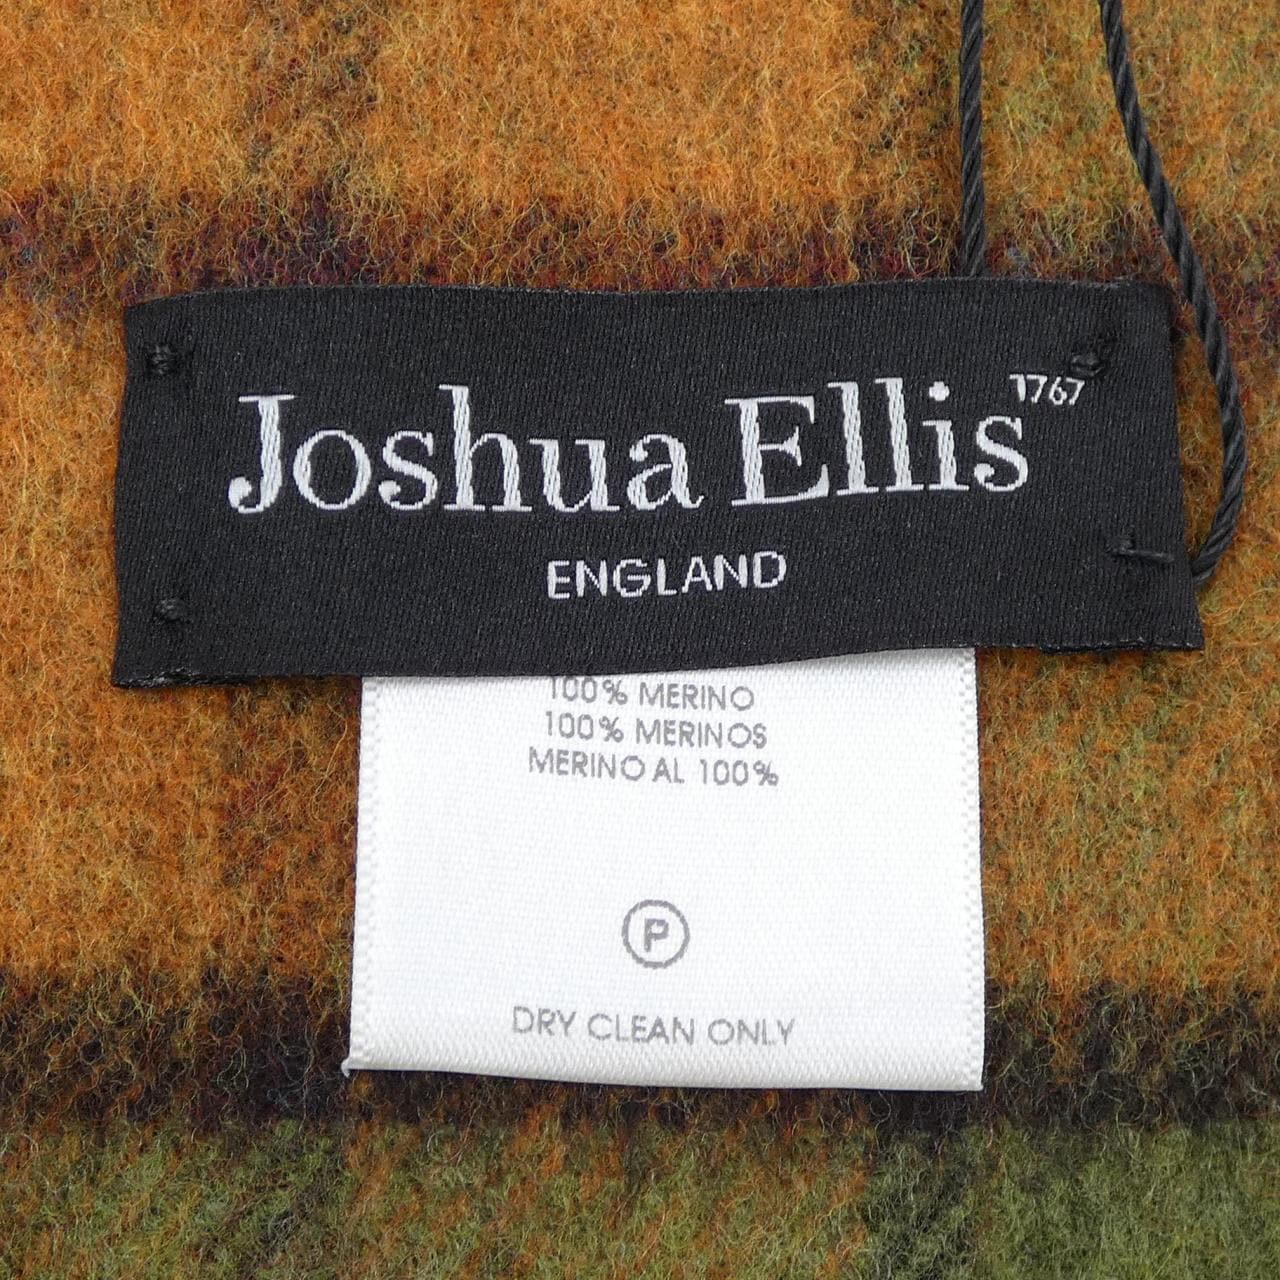 Joshua Ellis 1767
ENGLAND
100% MERINO
100% MERINOS
MERINO AL 100%
P
DRY CLEAN ONLY